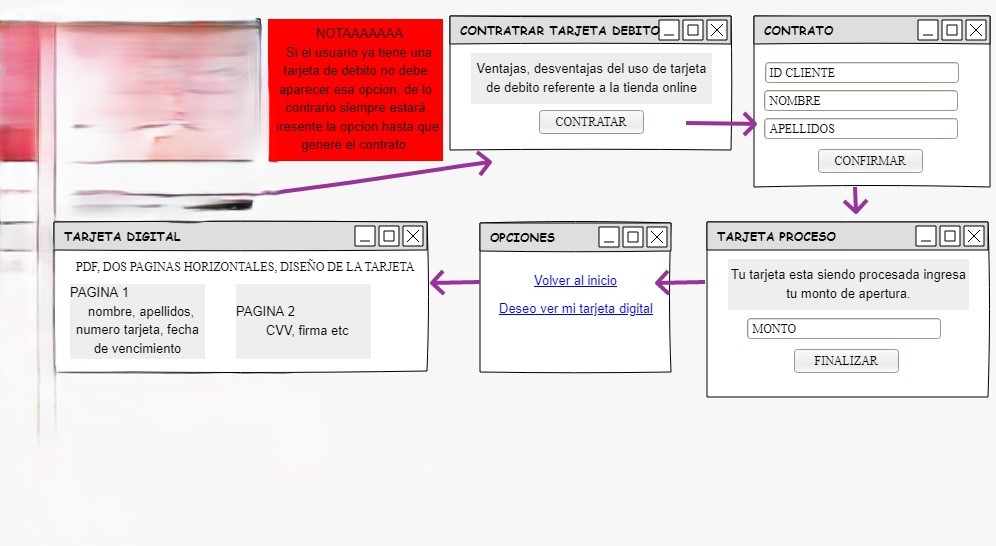 NOTAAAAAAA
Si el usuario ya tiene una
tarjeta de debito no debe
aparecer esa opcion, de lo
contrario siempre estará
resente la opcion hasta que
genere el contrato
CONTRATRAR TARJETA DEBITO
Ventajas, desventajas del uso de tarjeta
de debito referente a la tienda online
CONTRATAR
CONTRATO
ID CLIENTE
NOMBRE
APELLIDOS
CONFIRMAR
TARJETA DIGITAL
PDF, DOS PAGINAS HORIZONTALES, DISEÑO DE LA TARJETA
PAGINA 1
nombre, apellidos,
numero tarjeta, fecha
de vencimiento
PAGINA 2
CVV, firma etc
OPCIONES
Volver al inicio
Deseo ver mi tarjeta digital
TARJETA PROCESO
Tu tarjeta esta siendo procesada ingresa
tu monto de apertura.
MONTO
FINALIZAR